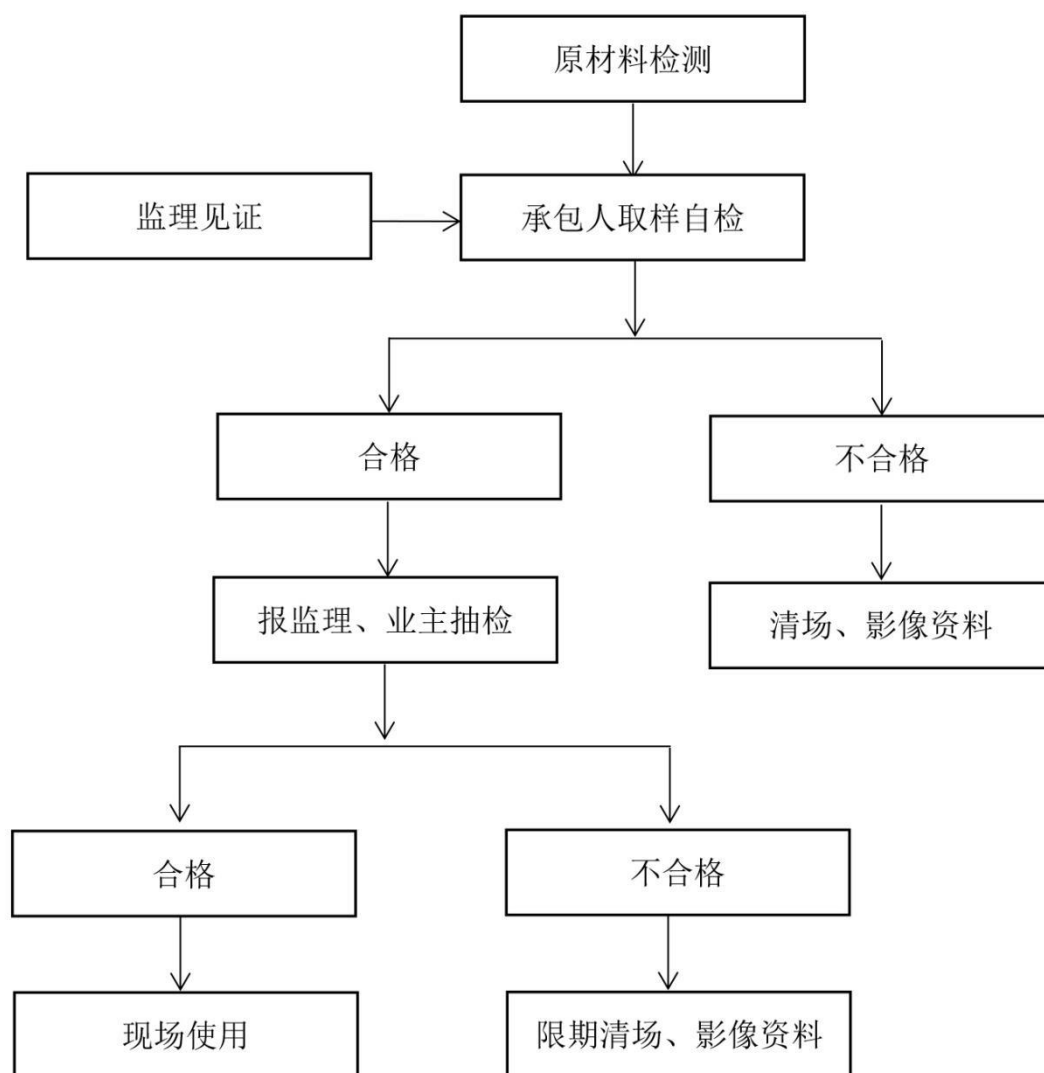 原材料检测
监理见证
承包人取样自检
合格
不合格
报监理、业主抽检
清场、影像资料
合格
不合格
现场使用
限期清场、影像资料